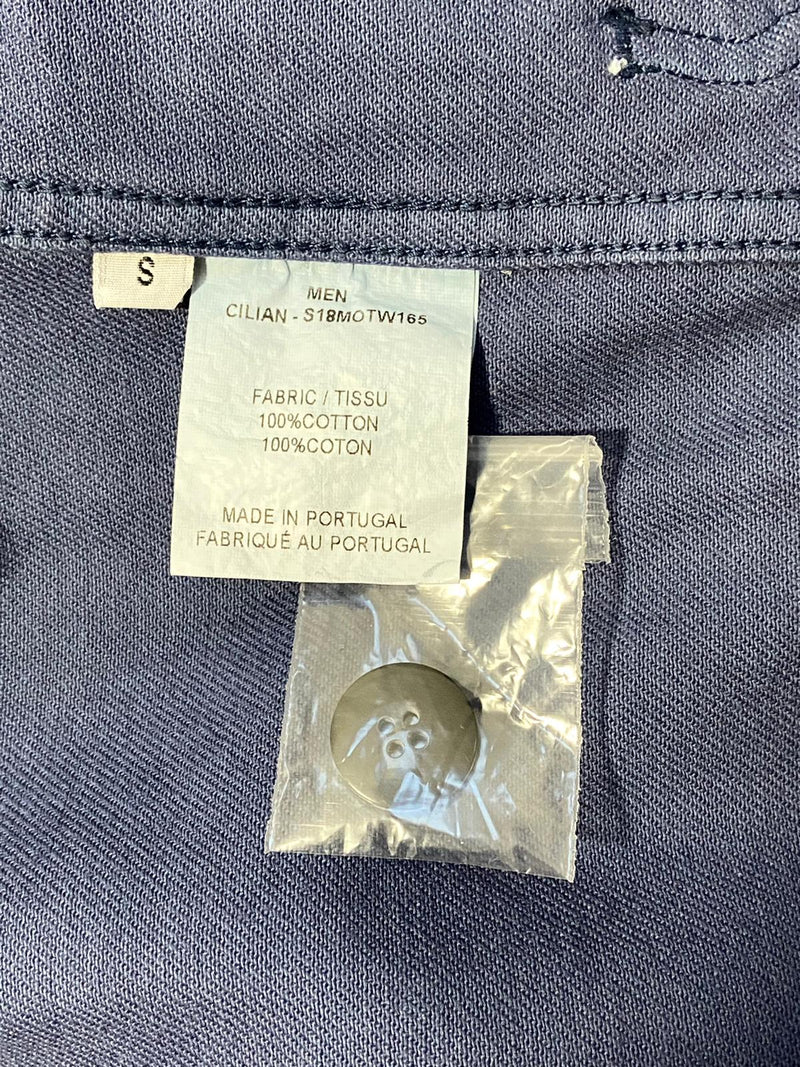 S
MEN
CILIAN - S18MOTW165
FABRIC / TISSU
100%COTTON
100%COTON
MADE IN PORTUGAL
FABRIQUÉ AU PORTUGAL